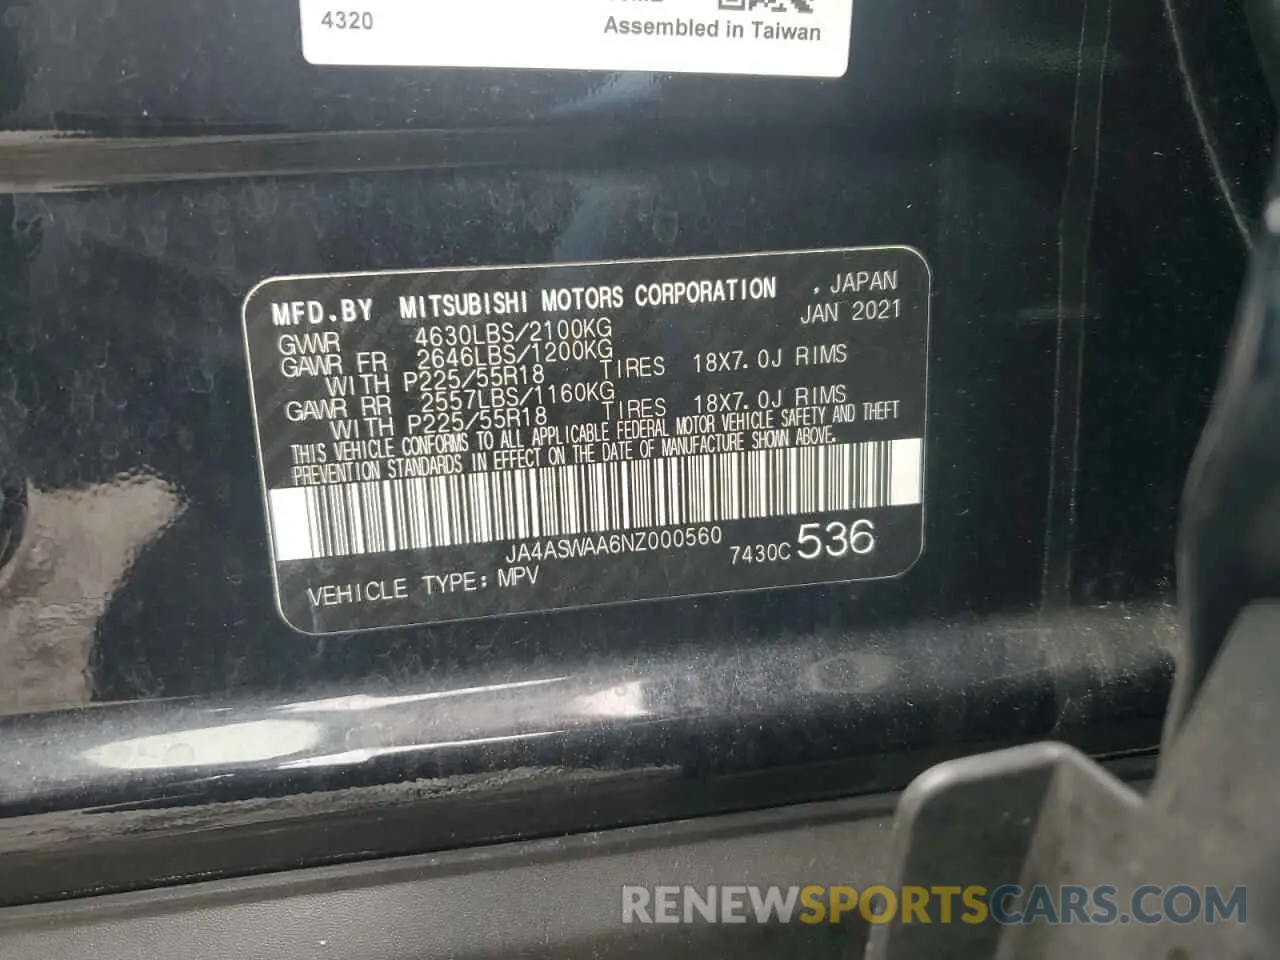 4320
Assembled in Taiwan
MFD.BY MITSUBISHI MOTORS CORPORATION , JAPAN
JAN 2021
GVWR 4630LBS/2100KG
GAWR FR 2646LBS/1200KG
WITH P225/55R18 TIRES 18X7.0J RIMS
GAWR RR 2557LBS/1160KG
WITH P225/55R18 TIRES 18X7.0J RIMS
THIS VEHICLE CONFORMS TO ALL APPLICABLE FEDERAL MOTOR VEHICLE SAFETY AND THEFT
PREVENTION STANDARDS IN EFFECT ON THE DATE OF MANUFACTURE SHOWN ABOVE.
JA4ASWAA6NZ000560
7430C 536
VEHICLE TYPE: MPV
RENEWSPORTSCARS.COM